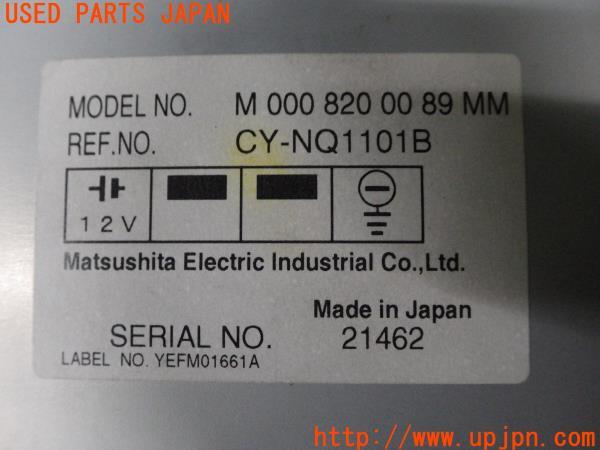 USED PARTS JAPAN
MODEL NO. M 000 820 00 89 MM
REF.NO. CY-NQ1101B
12V
Matsushita Electric Industrial Co.,Ltd.
Made in Japan
SERIAL NO. 21462
LABEL NO. YEFM01661A
http://www.upjpn.com